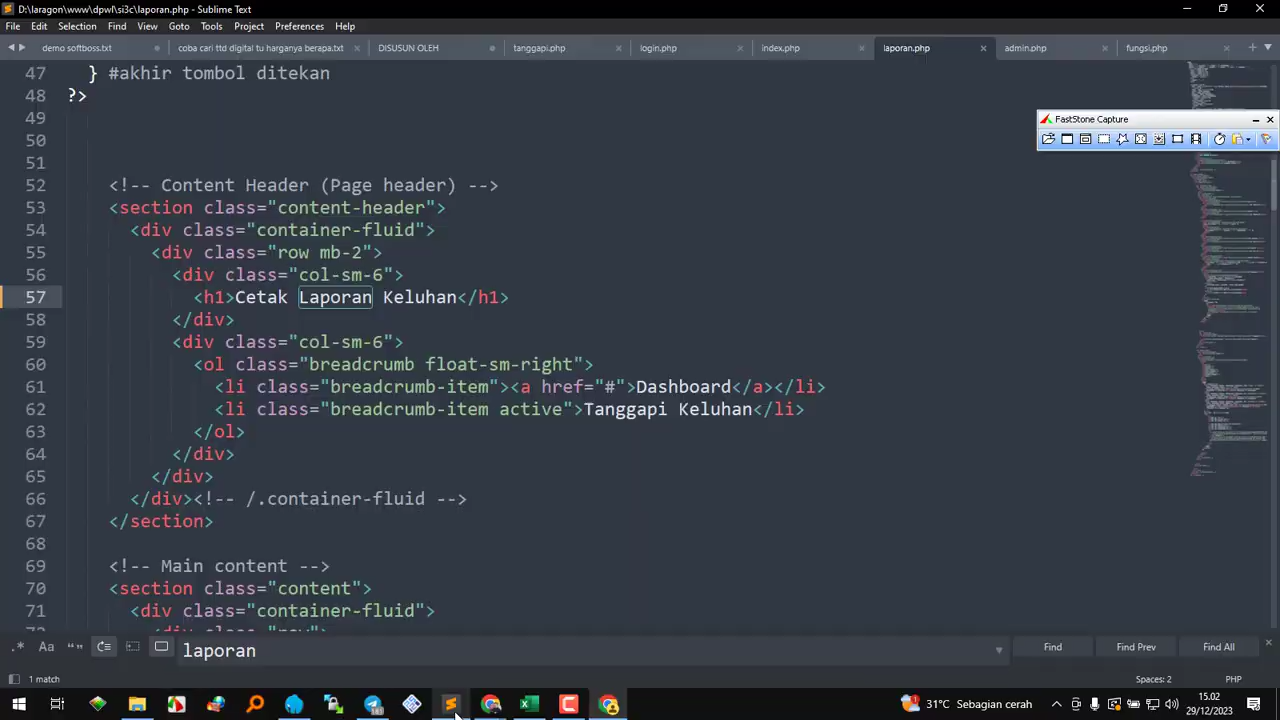 D:\laragon\www\dpwl\si3c\laporan.php - Sublime Text
File Edit Selection Find View Goto Tools Project Preferences Help
demo softboss.txt coba cari ttd digital tu harganya berapa.txt DISUSUN OLEH tanggapi.php login.php index.php laporan.php admin.php fungsi.php
47 } #akhir tombol ditekan
48 ?>
49
50
51
52 <!-- Content Header (Page header) -->
53 <section class="content-header">
54 <div class="container-fluid">
55 <div class="row mb-2">
56 <div class="col-sm-6">
57 <h1>Cetak Laporan Keluhan</h1>
58 </div>
59 <div class="col-sm-6">
60 <ol class="breadcrumb float-sm-right">
61 <li class="breadcrumb-item"><a href="#">Dashboard</a></li>
62 <li class="breadcrumb-item active">Tanggapi Keluhan</li>
63 </ol>
64 </div>
65 </div>
66 </div><!-- /.container-fluid -->
67 </section>
68
69 <!-- Main content -->
70 <section class="content">
71 <div class="container-fluid">
72 <div class="row">
FastStone Capture
.* Aa “” laporan Find Find Prev Find All
1 match Spaces: 2 PHP
31°C Sebagian cerah 15.02
29/12/2023